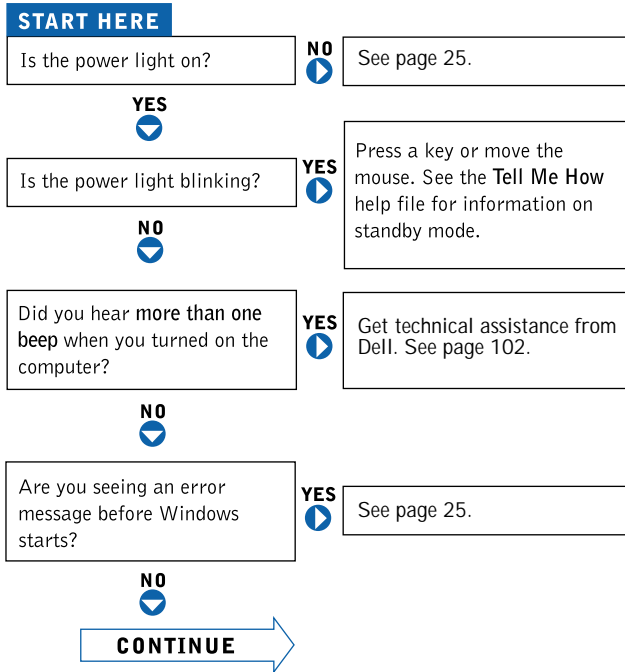 START HERE
Is the power light on?
NO
See page 25.
YES
Is the power light blinking?
YES
Press a key or move the
mouse. See the Tell Me How
help file for information on
standby mode.
NO
Did you hear more than one
beep when you turned on the
computer?
YES
Get technical assistance from
Dell. See page 102.
NO
Are you seeing an error
message before Windows
starts?
YES
See page 25.
NO
CONTINUE